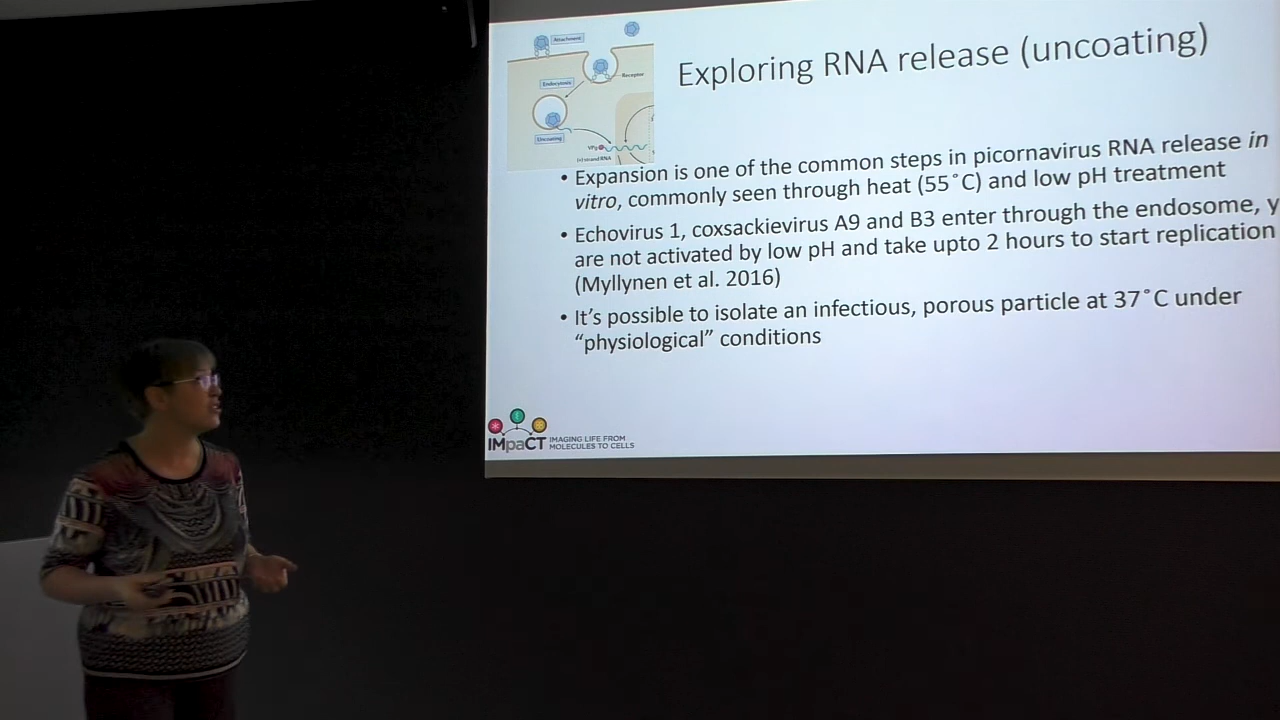 Attachment
Receptor
Endocytosis
Uncoating
VPg
(+) strand RNA
Exploring RNA release (uncoating)
• Expansion is one of the common steps in picornavirus RNA release in
vitro, commonly seen through heat (55˚C) and low pH treatment
• Echovirus 1, coxsackievirus A9 and B3 enter through the endosome, y
are not activated by low pH and take upto 2 hours to start replication
(Myllynen et al. 2016)
• It's possible to isolate an infectious, porous particle at 37˚C under
“physiological” conditions
IMpaCT
IMAGING LIFE FROM
MOLECULES TO CELLS